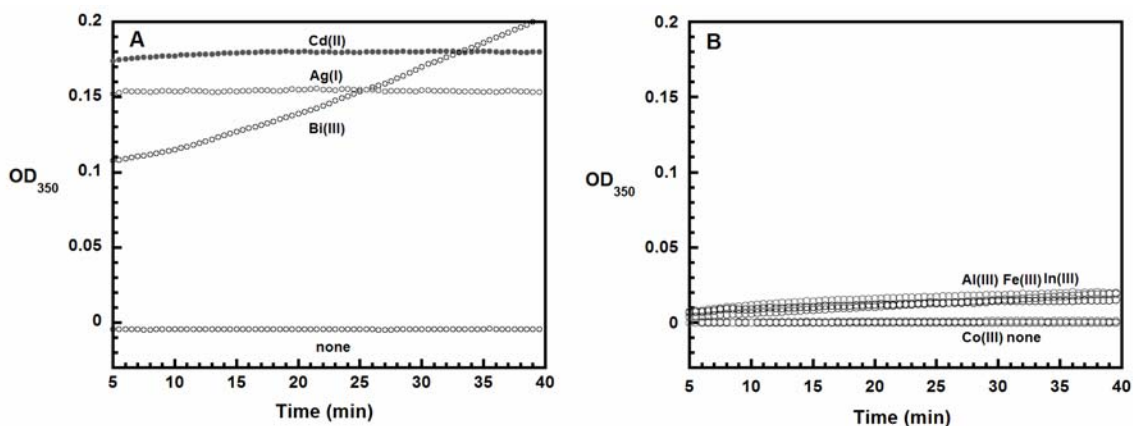 A
0.2
0.15
0.1
0.05
0
OD350
Cd(II)
Ag(I)
Bi(III)
none
5 10 15 20 25 30 35 40
Time (min)
B
0.2
0.15
0.1
0.05
0
OD350
Al(III) Fe(III) In(III)
Co(III) none
5 10 15 20 25 30 35 40
Time (min)